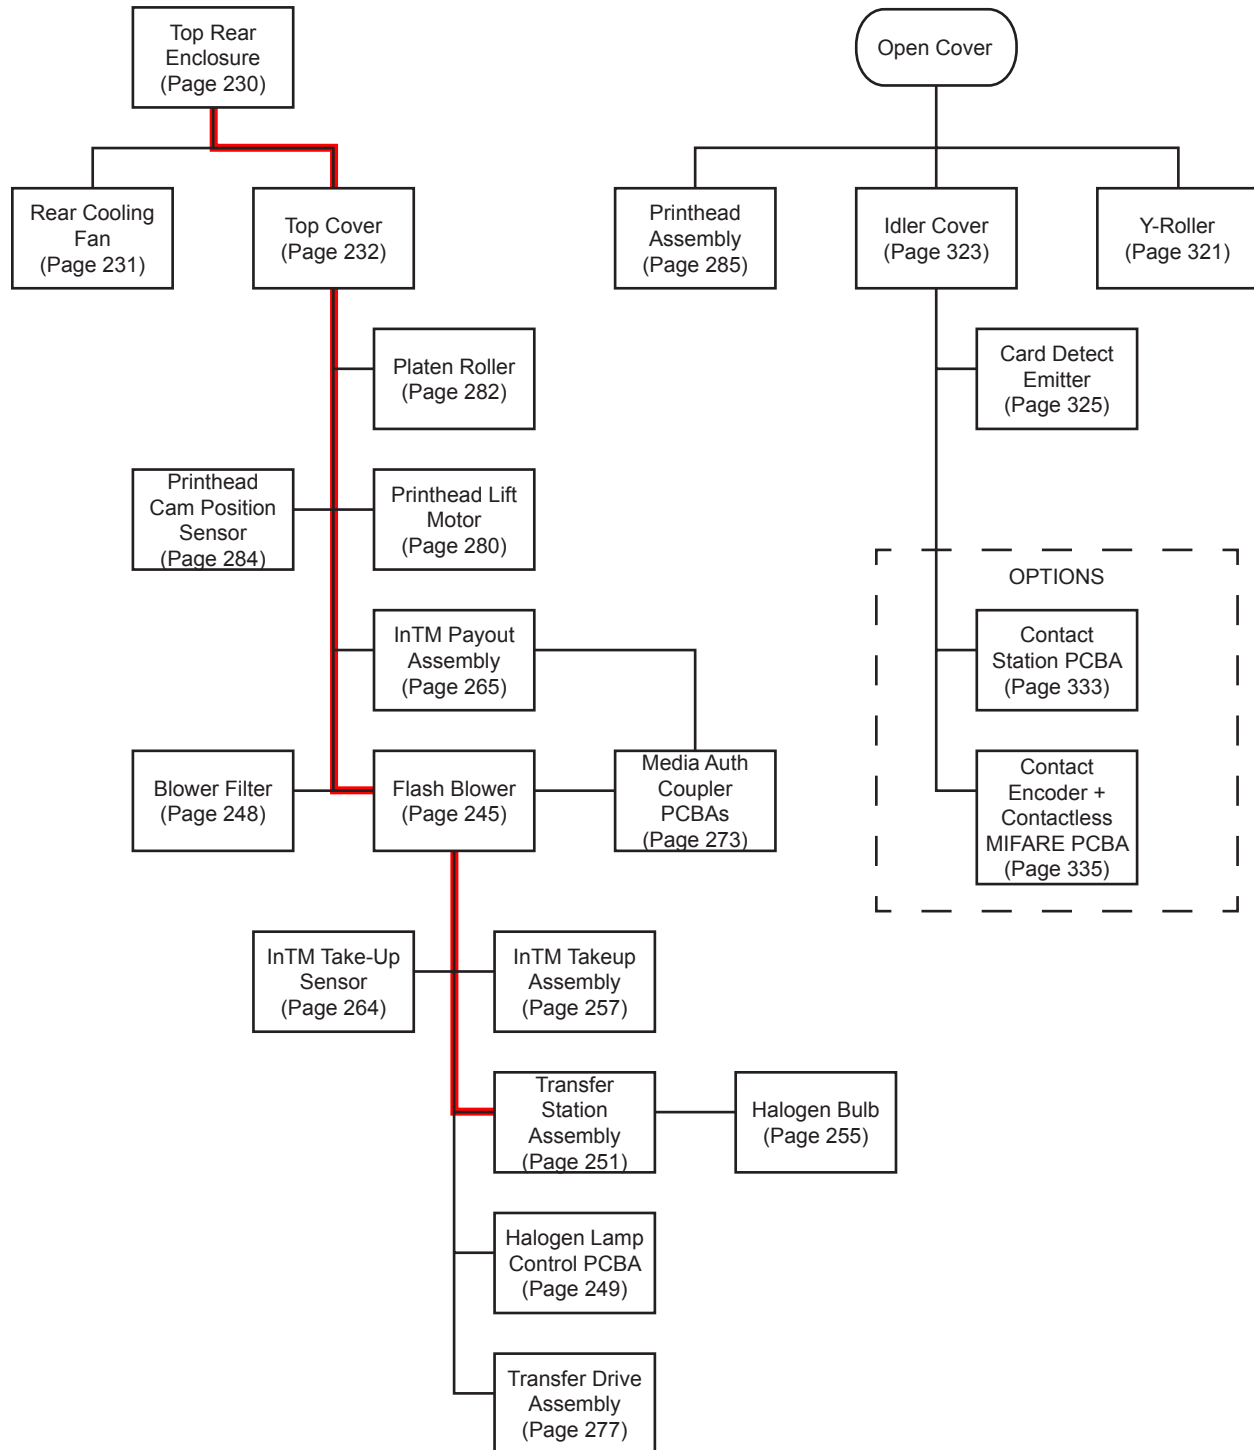 Top Rear
Enclosure
(Page 230)
Open Cover
Rear Cooling
Fan
(Page 231)
Top Cover
(Page 232)
Printhead
Assembly
(Page 285)
Idler Cover
(Page 323)
Y-Roller
(Page 321)
Platen Roller
(Page 282)
Card Detect
Emitter
(Page 325)
Printhead
Cam Position
Sensor
(Page 284)
Printhead Lift
Motor
(Page 280)
OPTIONS
InTM Payout
Assembly
(Page 265)
Contact
Station PCBA
(Page 333)
Blower Filter
(Page 248)
Flash Blower
(Page 245)
Media Auth
Coupler
PCBAs
(Page 273)
Contact
Encoder +
Contactless
MIFARE PCBA
(Page 335)
InTM Take-Up
Sensor
(Page 264)
InTM Takeup
Assembly
(Page 257)
Transfer
Station
Assembly
(Page 251)
Halogen Bulb
(Page 255)
Halogen Lamp
Control PCBA
(Page 249)
Transfer Drive
Assembly
(Page 277)